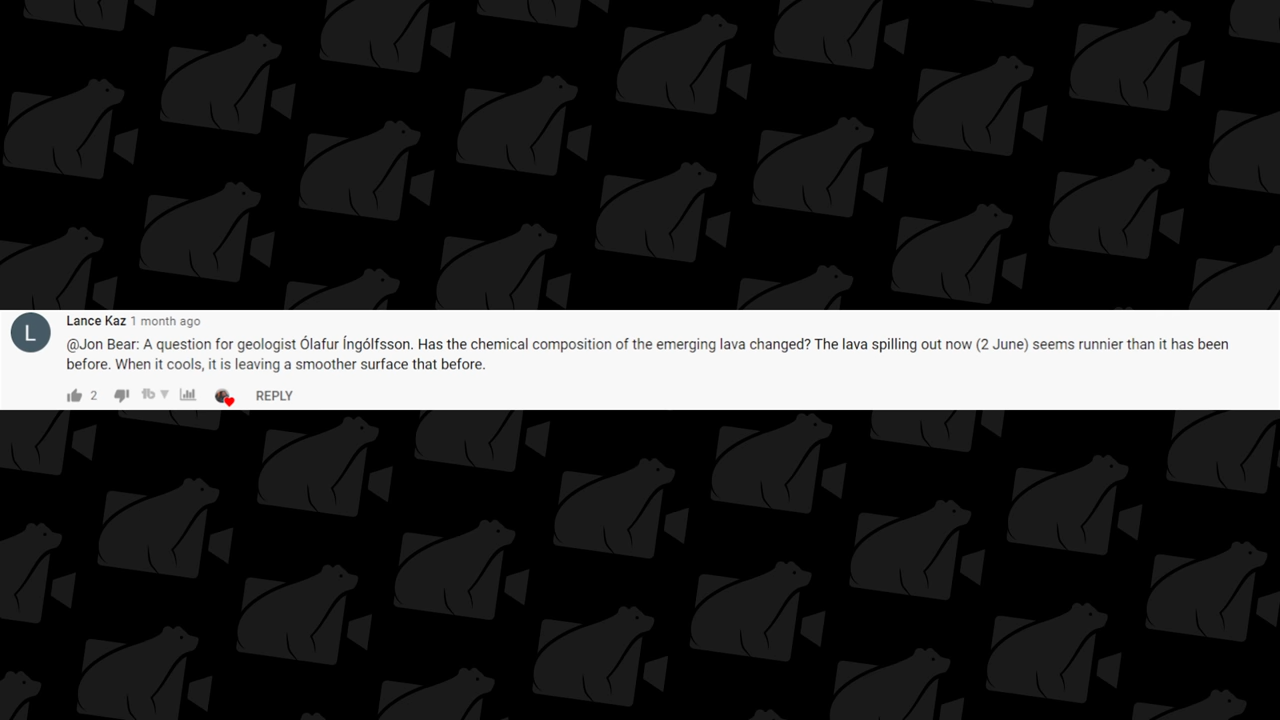 L
Lance Kaz 1 month ago
@Jon Bear: A question for geologist Ólafur Íngólfsson. Has the chemical composition of the emerging lava changed? The lava spilling out now (2 June) seems runnier than it has been
before. When it cools, it is leaving a smoother surface that before.
2 tb REPLY